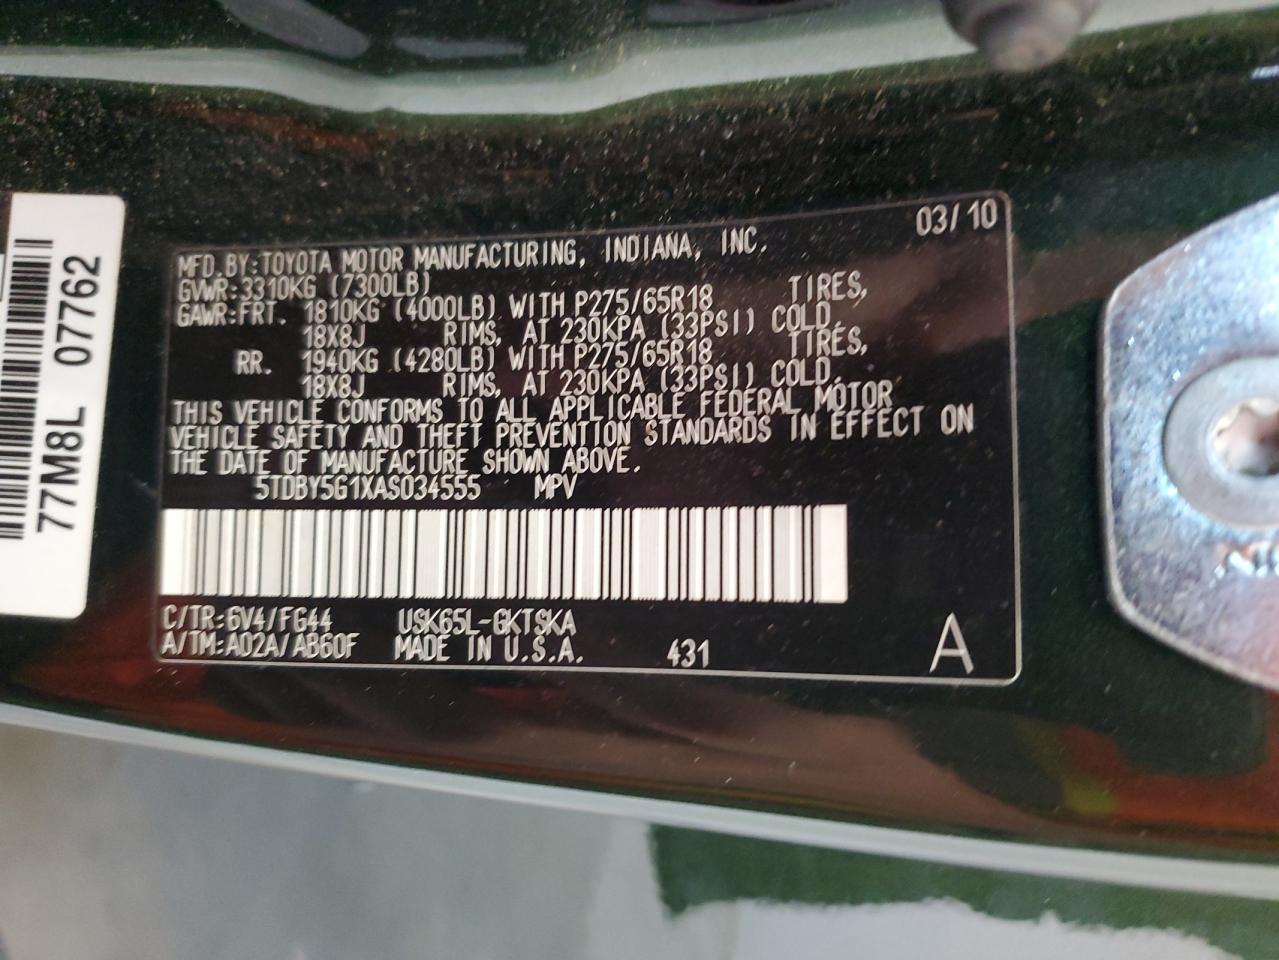 03/10
MFD.BY:TOYOTA MOTOR MANUFACTURING, INDIANA, INC.
GVWR:3310KG (7300LB)
GAWR:FRT. 1810KG (4000LB) WITH P275/65R18 TIRES,
18X8J RIMS, AT 230KPA (33PSI) COLD.
RR. 1940KG (4280LB) WITH P275/65R18 TIRES,
18X8J RIMS, AT 230KPA (33PSI) COLD.
THIS VEHICLE CONFORMS TO ALL APPLICABLE FEDERAL MOTOR
VEHICLE SAFETY AND THEFT PREVENTION STANDARDS IN EFFECT ON
THE DATE OF MANUFACTURE SHOWN ABOVE.
5TDBY5G1XAS034555 MPV
C/TR:6V4/FG44 USK65L-GKTSKA
A/TM:A02A/AB60F MADE IN U.S.A. 431 A
77M8L 07762